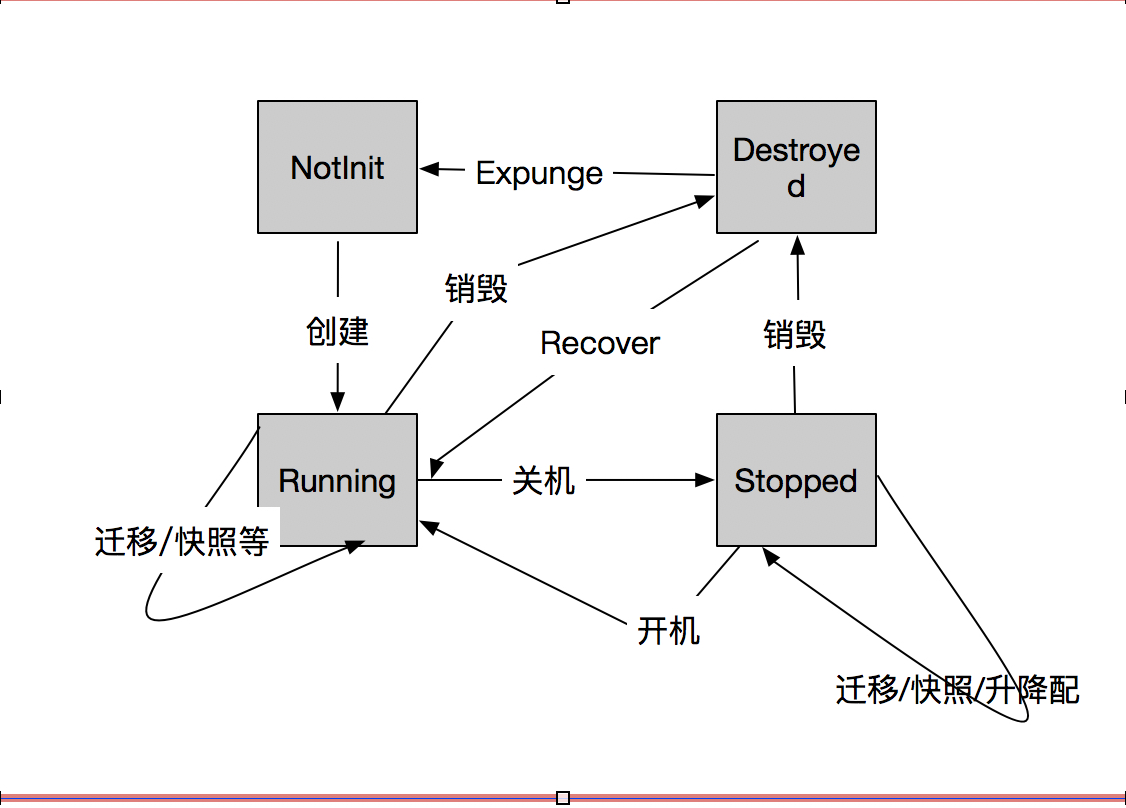 NotInit
Expunge
Destroye
d
销毁
创建
Recover
销毁
Running
关机
Stopped
迁移/快照等
开机
迁移/快照/升降配